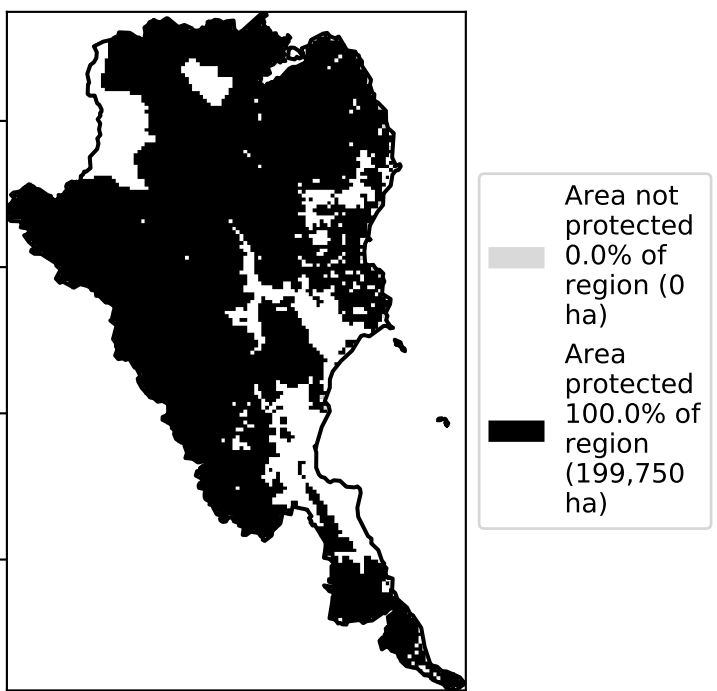 Area not
protected
0.0% of
region (0
ha)
Area
protected
100.0% of
region
(199,750
ha)